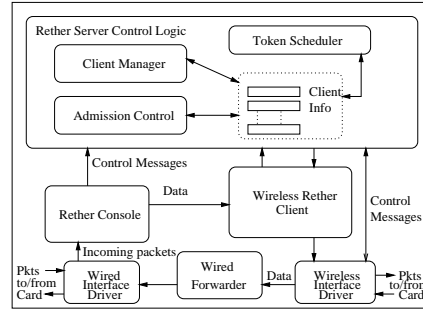 Rether Server Control Logic
Token Scheduler
Client Manager
Client
Info
Admission Control
Control Messages
Data
Rether Console
Wireless Rether
Client
Control
Messages
Incoming packets
Pkts
to/from
Card
Wired
Interface
Driver
Wired
Forwarder
Data
Wireless
Interface
Driver
Pkts
to/from
Card